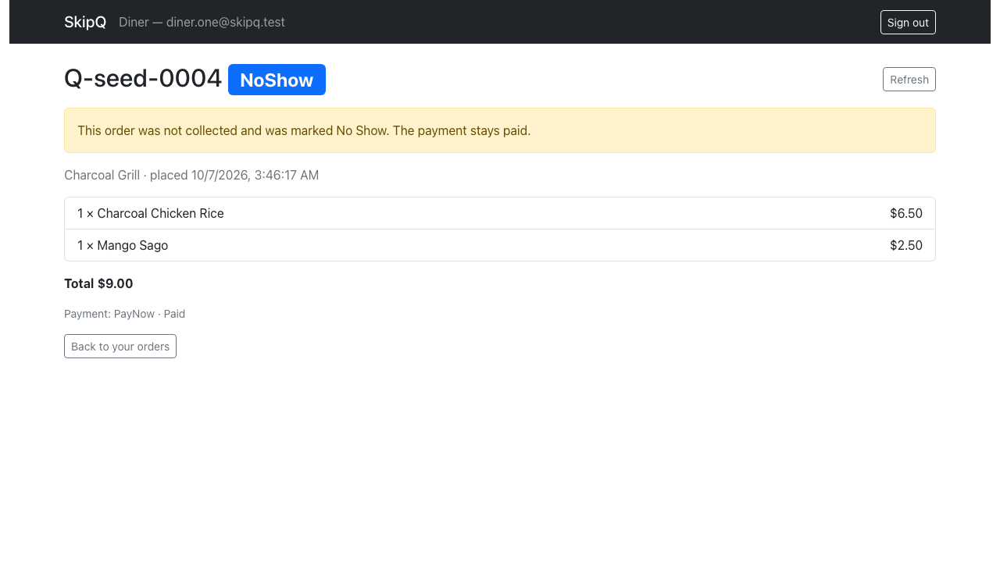 SkipQ Diner — diner.one@skipq.test Sign out
Q-seed-0004 NoShow Refresh
This order was not collected and was marked No Show. The payment stays paid.
Charcoal Grill · placed 10/7/2026, 3:46:17 AM
1 × Charcoal Chicken Rice $6.50
1 × Mango Sago $2.50
Total $9.00
Payment: PayNow · Paid
Back to your orders